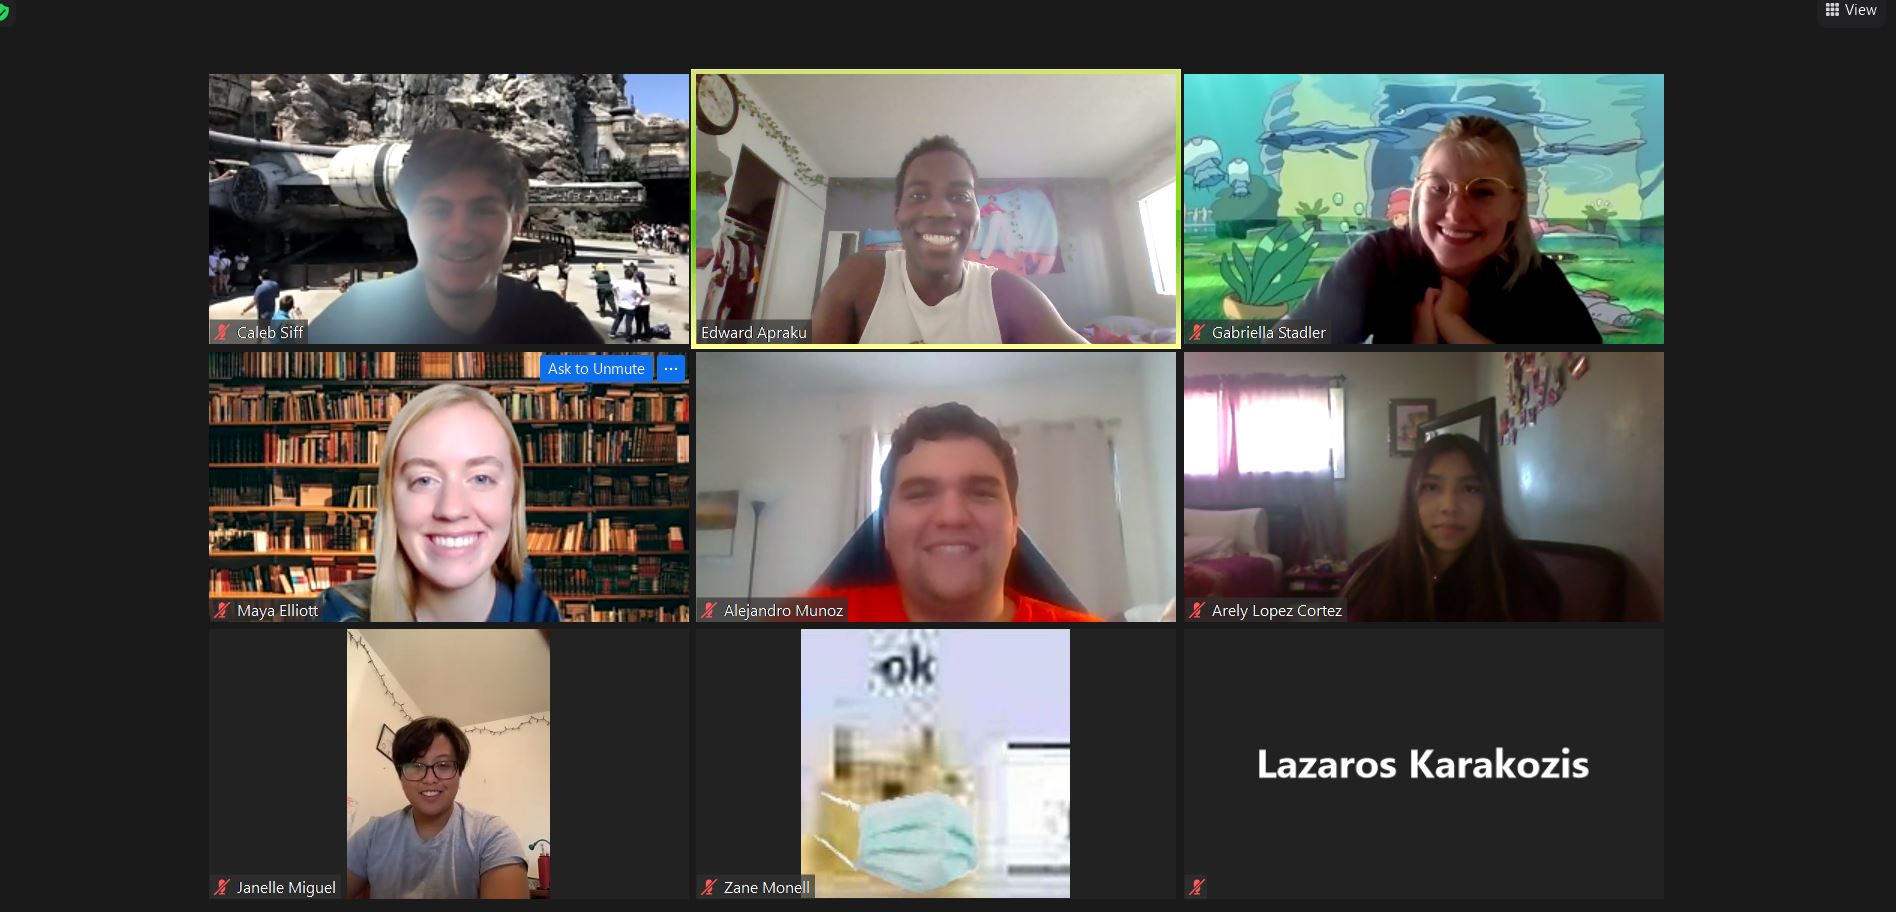 View
Caleb Siff
Edward Apraku
Gabriella Stadler
Ask to Unmute ...
Maya Elliott
Alejandro Munoz
Arely Lopez Cortez
ok
Lazaros Karakozis
Janelle Miguel
Zane Monell